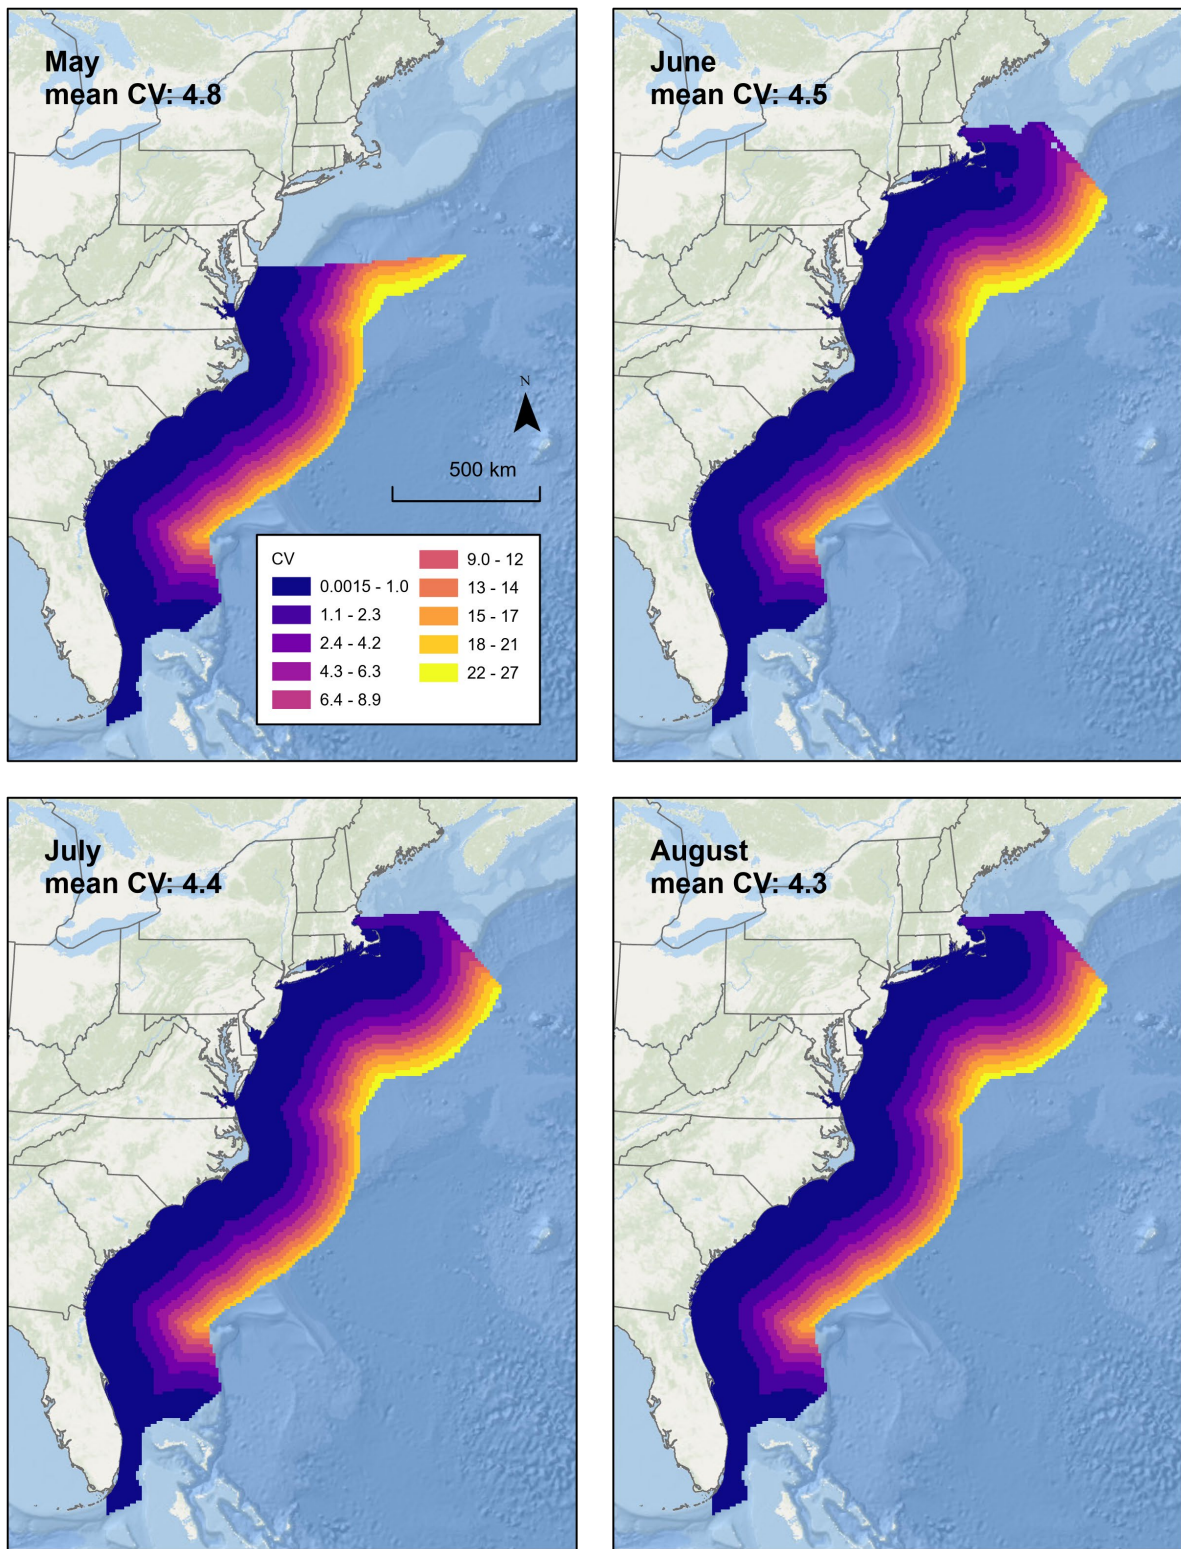 May
mean CV: 4.8
June
mean CV: 4.5
N
500 km
CV
0.0015 - 1.0
1.1 - 2.3
2.4 - 4.2
4.3 - 6.3
6.4 - 8.9
9.0 - 12
13 - 14
15 - 17
18 - 21
22 - 27
July
mean CV: 4.4
August
mean CV: 4.3